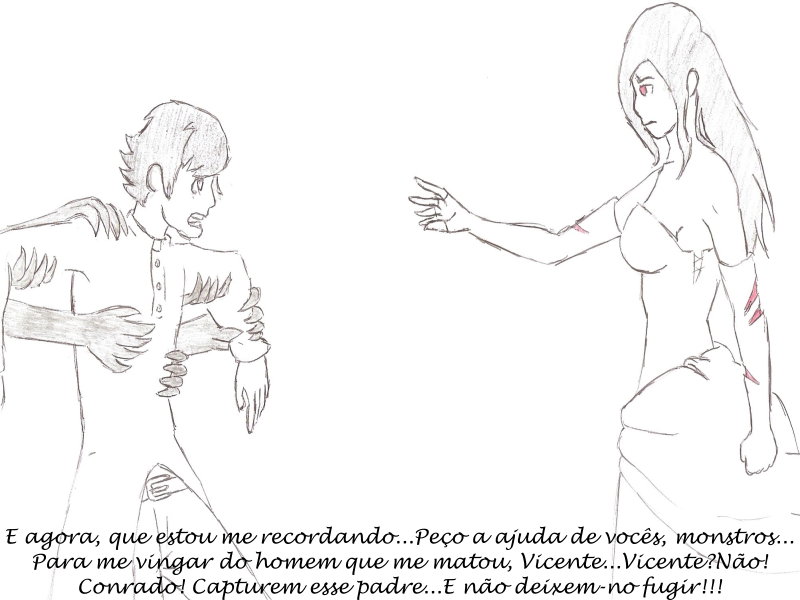 E agora, que estou me recordando...Peço a ajuda de vocês, monstros...
Para me vingar do homem que me matou, Vicente...Vicente?Não!
Conrado! Capturem esse padre...E não deixem-no fugir!!!